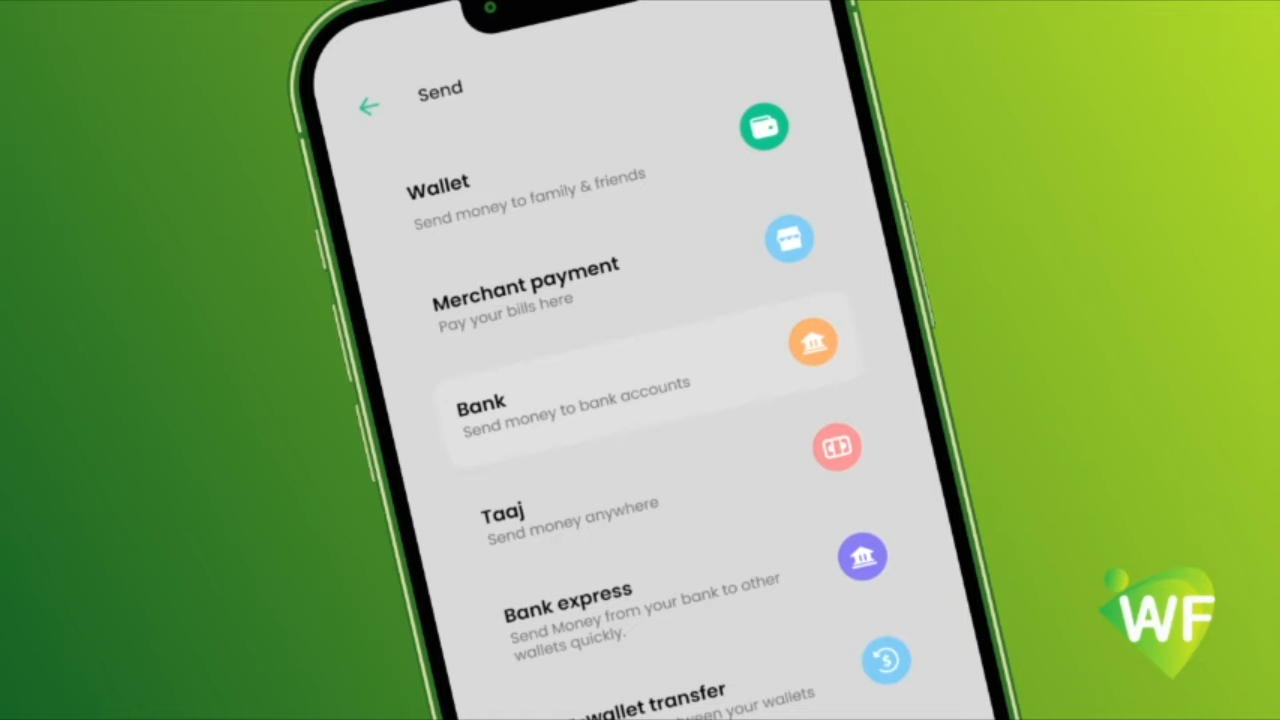 Send
Wallet
Send money to family & friends
Merchant payment
Pay your bills here
Bank
Send money to bank accounts
Taaj
Send money anywhere
Bank express
Send Money from your bank to other
wallets quickly.
wallet transfer
your wallets
WF